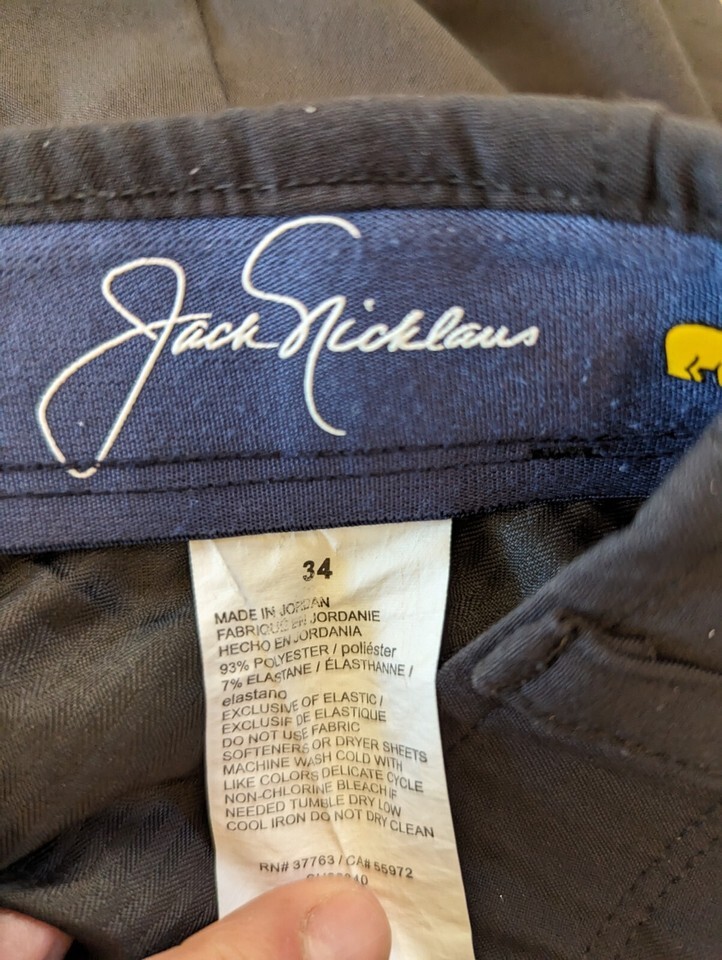 Jack Nicklaus
34
MADE IN JORDAN
FABRIQUE EN JORDANIE
HECHO EN JORDANIA
93% POLYESTER / poliéster
7% ELASTANE / ÉLASTHANNE /
elastano
EXCLUSIVE OF ELASTIC /
EXCLUSIF DE ELASTIQUE
DO NOT USE FABRIC
SOFTENERS OR DRYER SHEETS
MACHINE WASH COLD WITH
LIKE COLORS DELICATE CYCLE
NON-CHLORINE BLEACH IF
NEEDED TUMBLE DRY LOW
COOL IRON DO NOT DRY CLEAN
RN# 37763 / CA# 55972